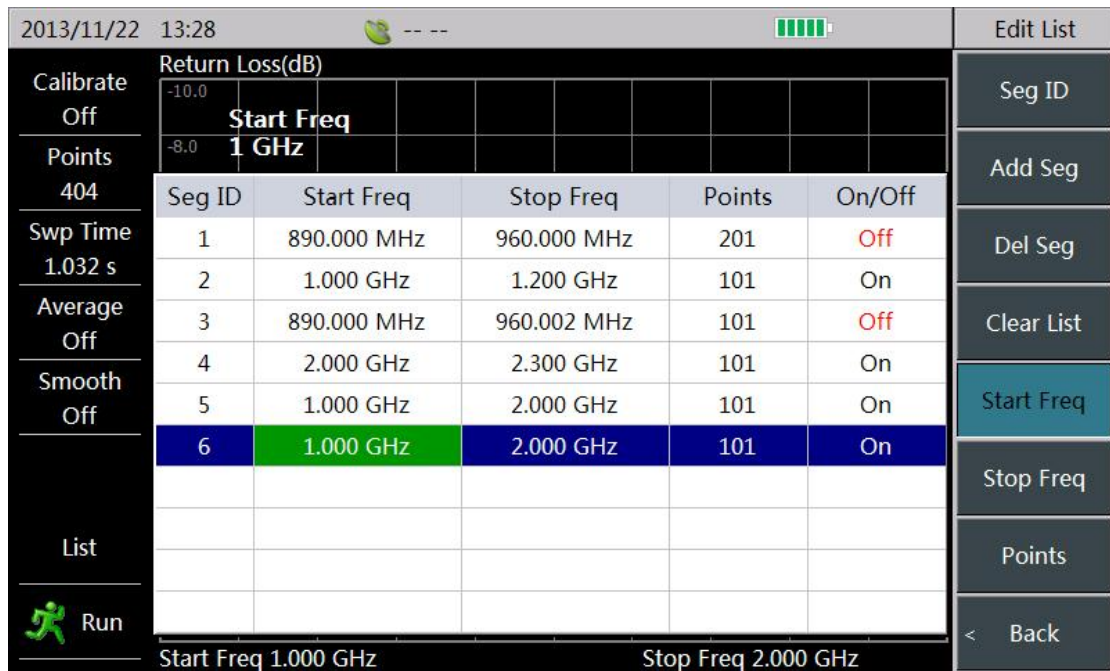 2013/11/22 13:28 -- -- Edit List
Calibrate
Off
Points
404
Swp Time
1.032 s
Average
Off
Smooth
Off
List
Run
Return Loss(dB)
-10.0
Start Freq
-8.0 1 GHz
Seg ID Start Freq Stop Freq Points On/Off
1 890.000 MHz 960.000 MHz 201 Off
2 1.000 GHz 1.200 GHz 101 On
3 890.000 MHz 960.002 MHz 101 Off
4 2.000 GHz 2.300 GHz 101 On
5 1.000 GHz 2.000 GHz 101 On
6 1.000 GHz 2.000 GHz 101 On
Start Freq 1.000 GHz Stop Freq 2.000 GHz
Seg ID
Add Seg
Del Seg
Clear List
Start Freq
Stop Freq
Points
< Back